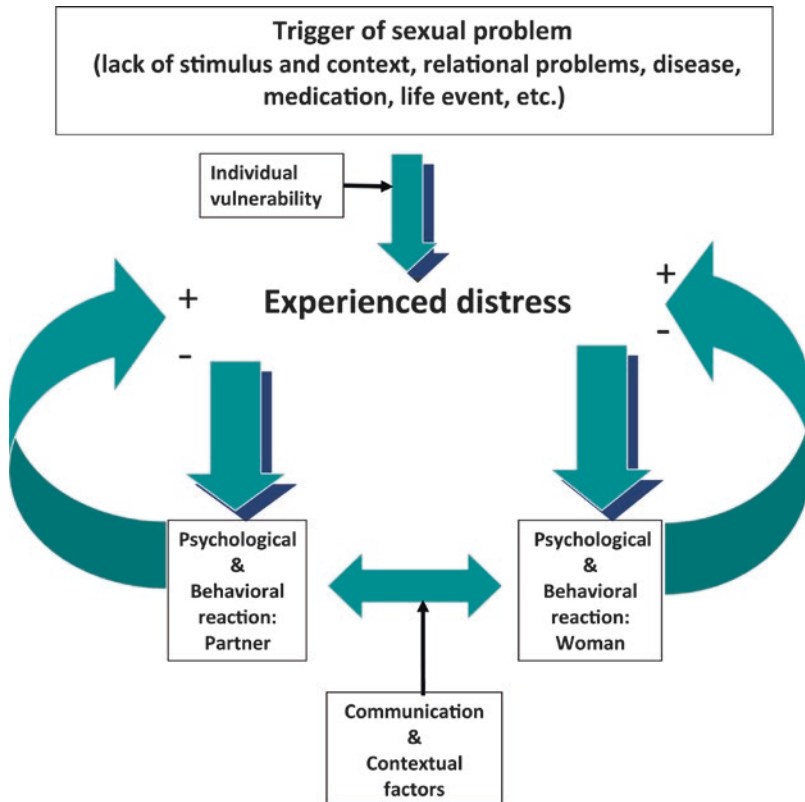 Trigger of sexual problem
(lack of stimulus and context, relational problems, disease,
medication, life event, etc.)
Individual
vulnerability
+
-
Experienced distress
+
-
Psychological
&
Behavioral
reaction:
Partner
Psychological
&
Behavioral
reaction:
Woman
Communication
&
Contextual
factors